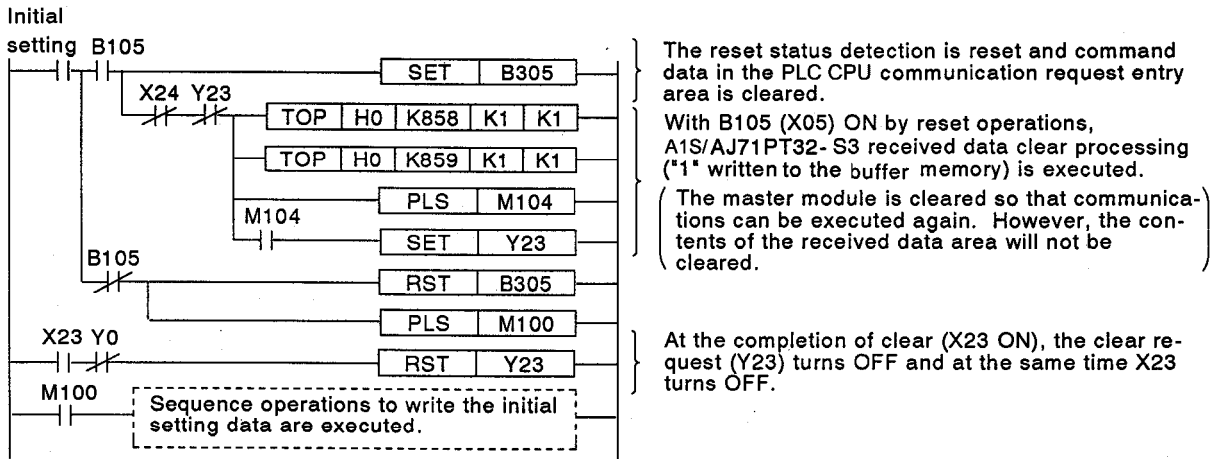 Initial
setting B105
SET B305
X24 Y23
TOP H0 K858 K1 K1
TOP H0 K859 K1 K1
PLS M104
M104
SET Y23
B105
RST B305
PLS M100
X23 Y0
RST Y23
M100
Sequence operations to write the initial
setting data are executed.
The reset status detection is reset and command
data in the PLC CPU communication request entry
area is cleared.
With B105 (X05) ON by reset operations,
A1S/AJ71PT32-S3 received data clear processing
("1" written to the buffer memory) is executed.
(The master module is cleared so that communica-
tions can be executed again. However, the con-
tents of the received data area will not be
cleared.)
At the completion of clear (X23 ON), the clear re-
quest (Y23) turns OFF and at the same time X23
turns OFF.